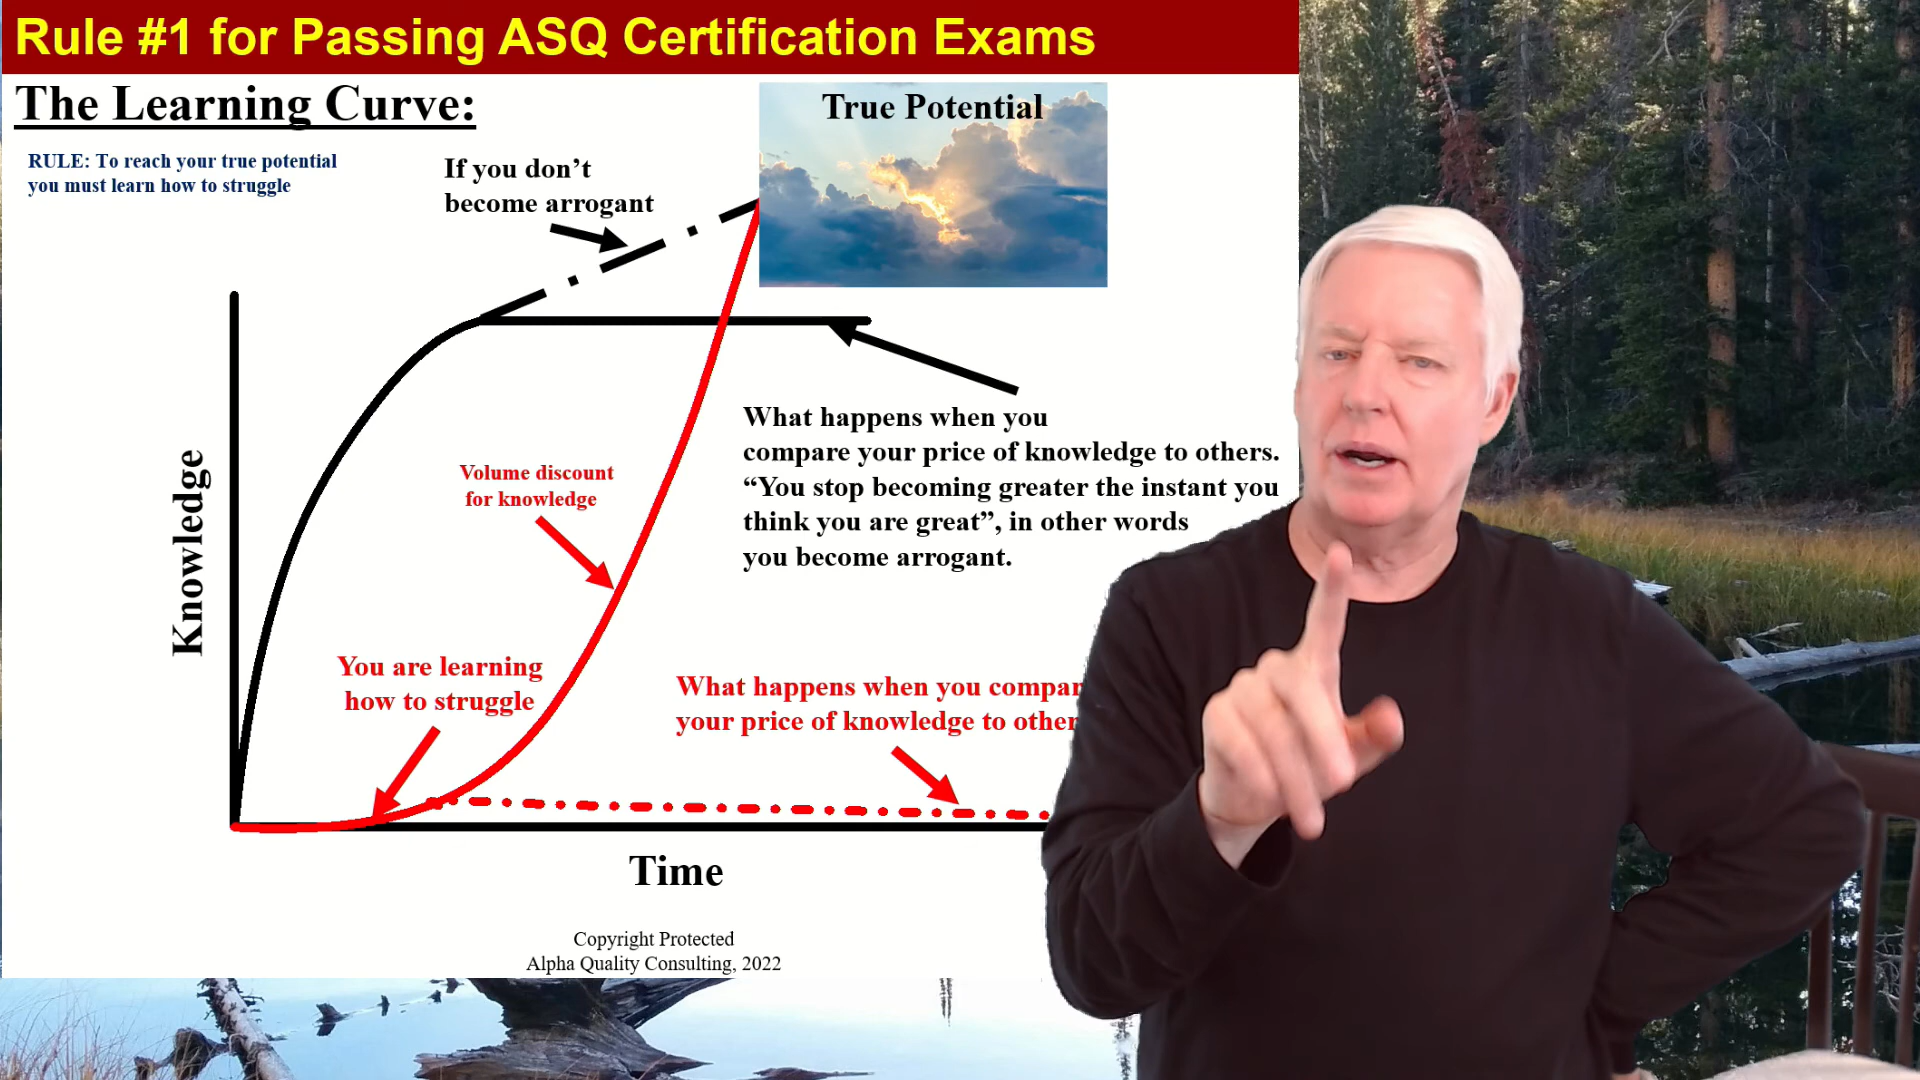 Rule #1 for Passing ASQ Certification Exams
The Learning Curve:
RULE: To reach your true potential
you must learn how to struggle
If you don’t
become arrogant
True Potential
What happens when you
compare your price of knowledge to others.
“You stop becoming greater the instant you
think you are great”, in other words
you become arrogant.
Volume discount
for knowledge
Knowledge
You are learning
how to struggle
What happens when you
your price of knowledge to
Time
Copyright Protected
Alpha Quality Consulting, 2022